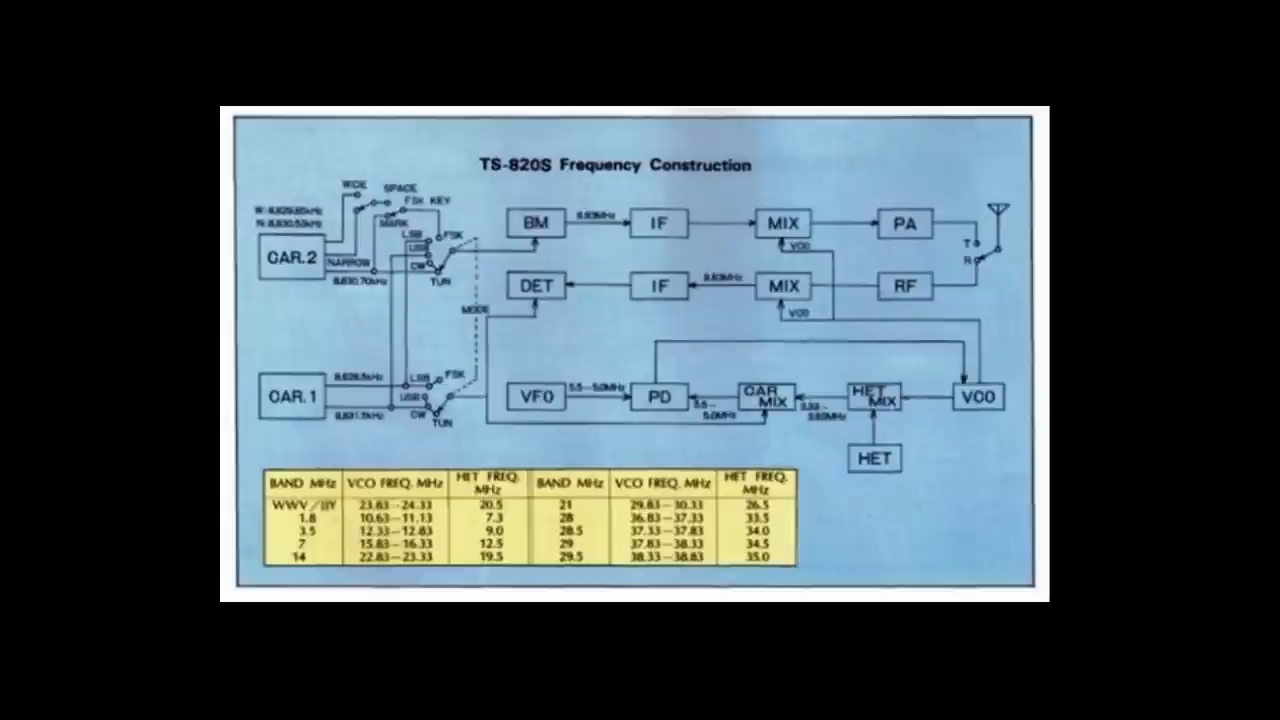 TS-820S Frequency Construction
WIDE
SPACE
FSK KEY
MARK
LSB
FSK
USB
CW
TUN
CAR.2
NARROW
8,830.70kHz
BM
8.83MHz
IF
MIX
PA
VCO
T
R
DET
IF
8.83MHz
MIX
RF
VCO
MODE
8,828.5kHz
LSB
FSK
CAR.1
USB
8,831.5kHz
CW
TUN
VFO
5.5—5.0MHz
PD
5.5—
5.0MHz
CAR
MIX
HET
MIX
VCO
HET
BAND MHz VCO FREQ. MHz HET FREQ. MHz BAND MHz VCO FREQ. MHz HET FREQ. MHz
WWV/JJY 23.83—24.33 20.5 21 29.83—30.33 26.5
1.8 10.63—11.13 7.3 28 36.83—37.33 33.5
3.5 12.33—12.83 9.0 28.5 37.33—37.83 34.0
7 15.83—16.33 12.5 29 37.83—38.33 34.5
14 22.83—23.33 19.5 29.5 38.33—38.83 35.0